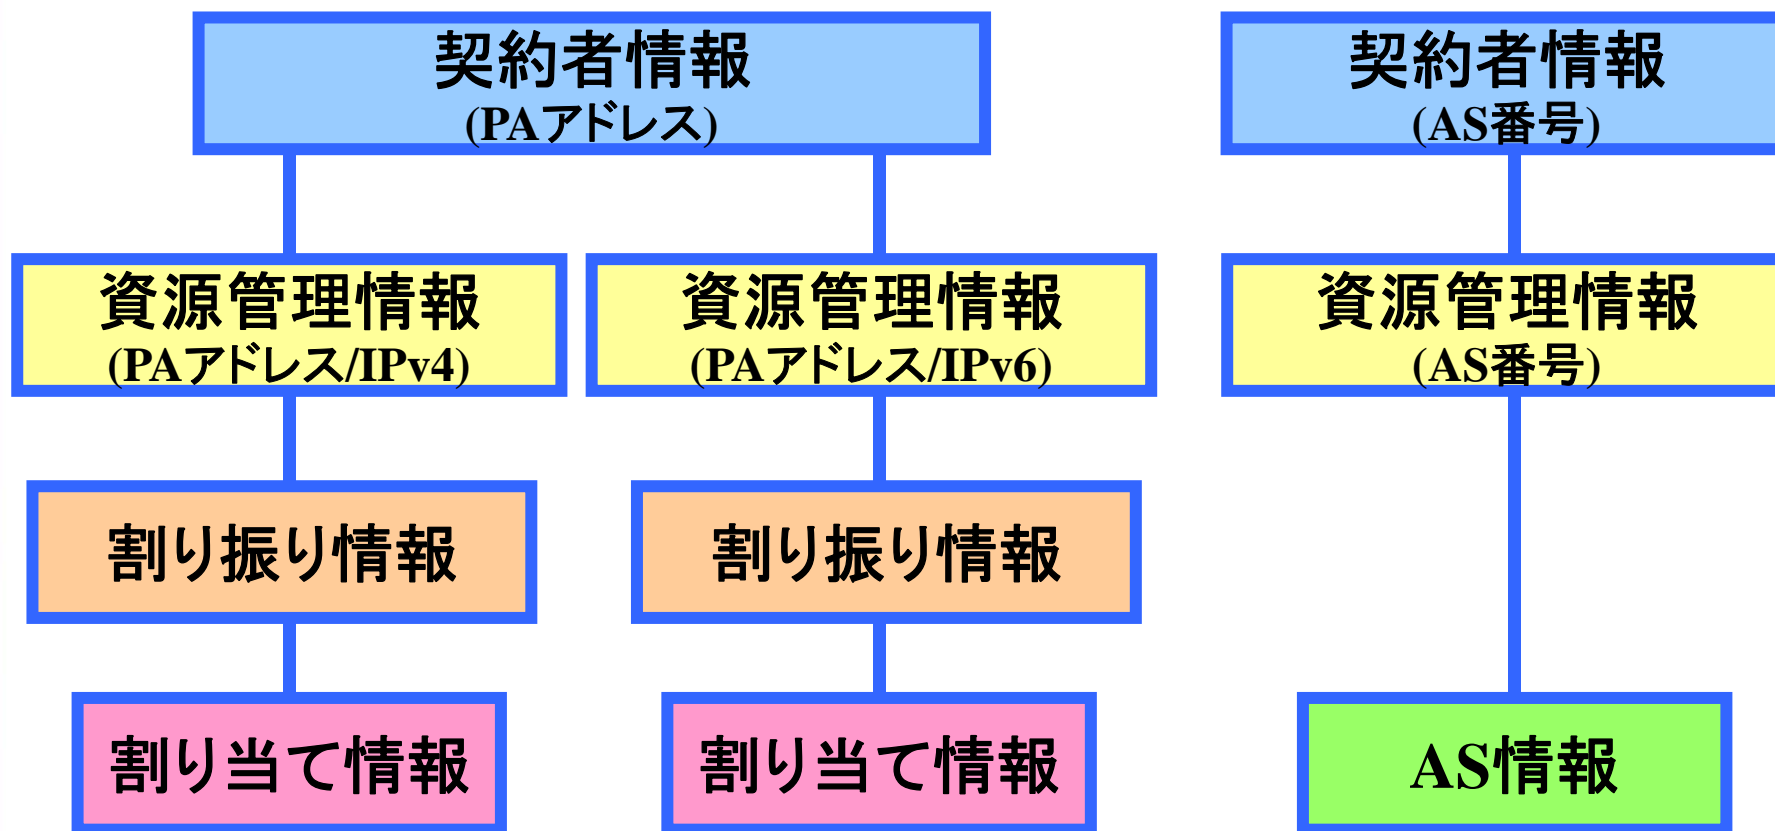 契約者情報
(PAアドレス)
契約者情報
(AS番号)
資源管理情報
(PAアドレス/IPv4)
資源管理情報
(PAアドレス/IPv6)
資源管理情報
(AS番号)
割り振り情報
割り振り情報
割り当て情報
割り当て情報
AS情報